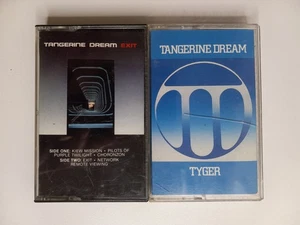 TANGERINE DREAM EXIT
SIDE ONE: KIEW MISSION • PILOTS OF
PURPLE TWILIGHT • CHORONZON
SIDE TWO: EXIT • NETWORK
REMOTE VIEWING
TANGERINE DREAM
TYGER